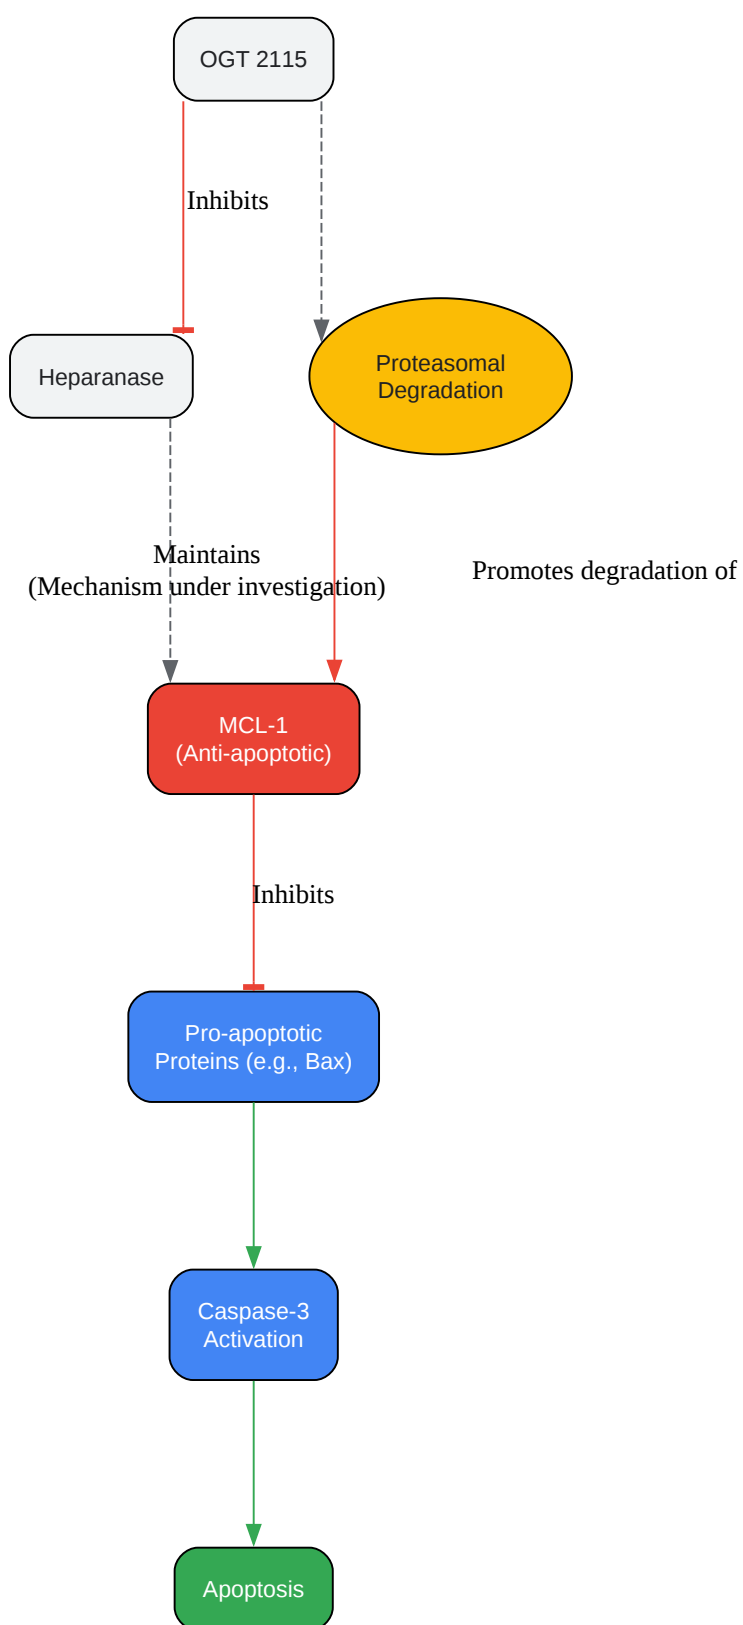 OGT 2115
Inhibits
Heparanase
Proteasomal
Degradation
Maintains
(Mechanism under investigation)
Promotes degradation of
MCL-1
(Anti-apoptotic)
Inhibits
Pro-apoptotic
Proteins (e.g., Bax)
Caspase-3
Activation
Apoptosis